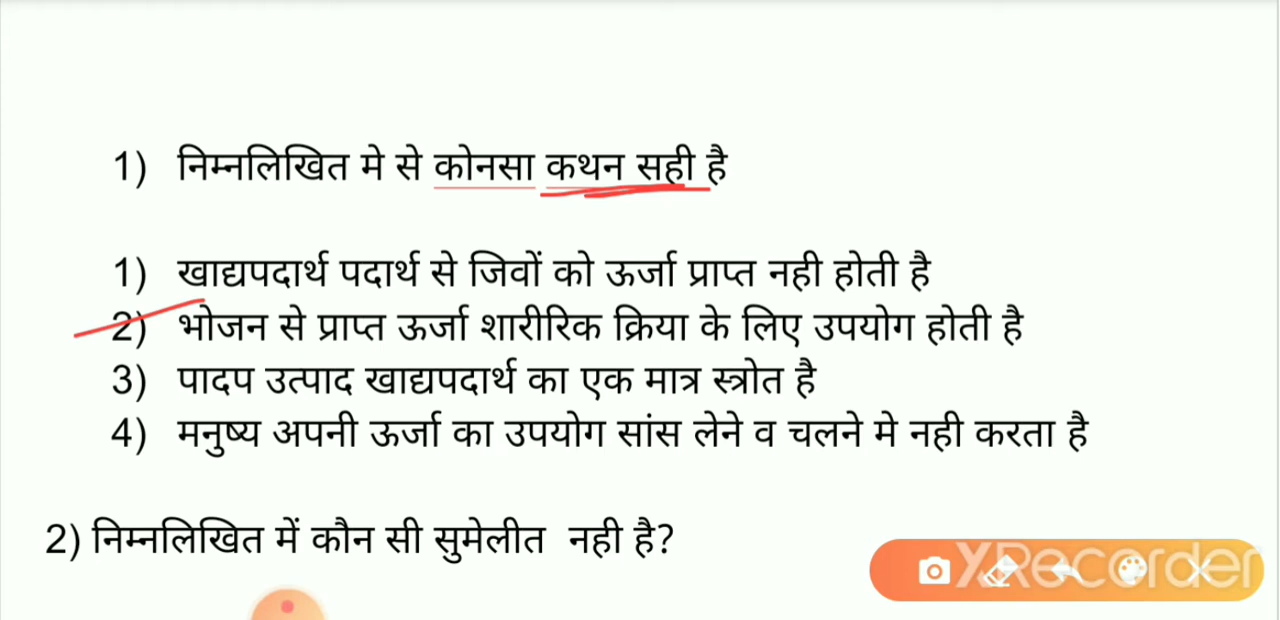 1) निम्नलिखित मे से कोनसा कथन सही है
1) खाद्यपदार्थ पदार्थ से जिवों को ऊर्जा प्राप्त नही होती है
2) भोजन से प्राप्त ऊर्जा शारीरिक क्रिया के लिए उपयोग होती है
3) पादप उत्पाद खाद्यपदार्थ का एक मात्र स्त्रोत है
4) मनुष्य अपनी ऊर्जा का उपयोग सांस लेने व चलने मे नही करता है
2) निम्नलिखित में कौन सी सुमेलीत नही है?
XRecorder